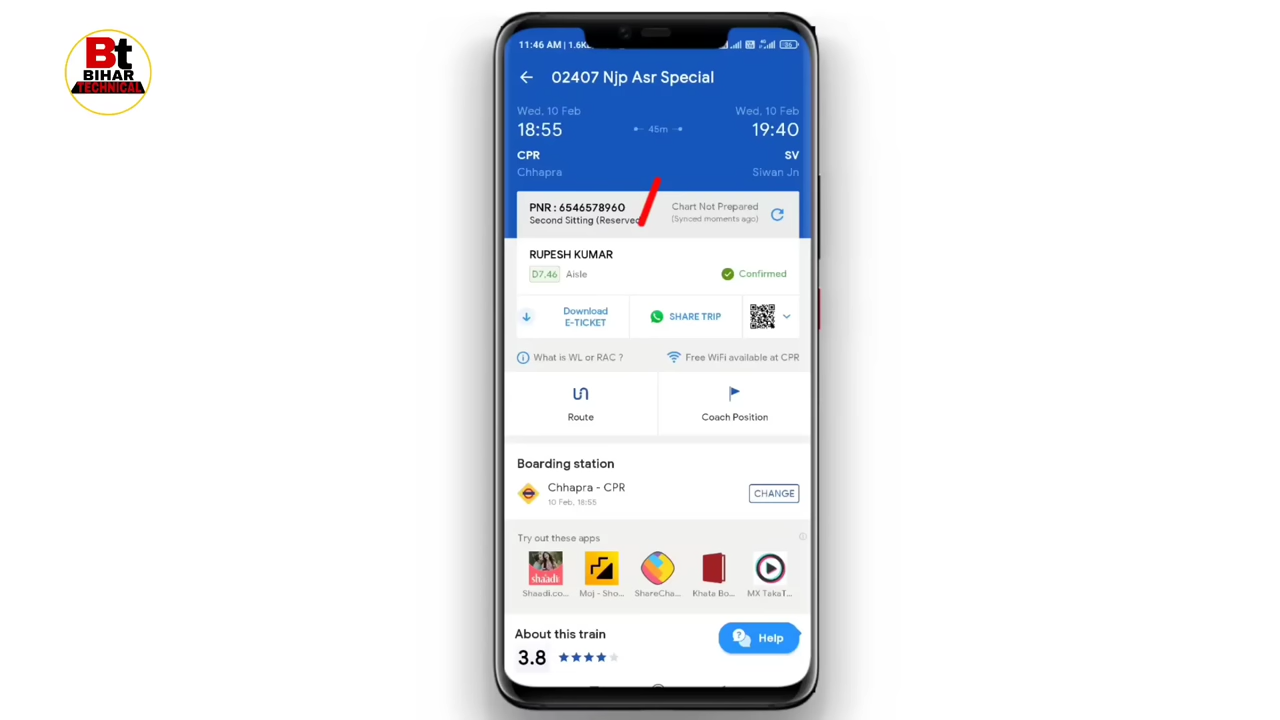 Bt
BIHAR
TECHNICAL
11:46 AM | 1.6K
02407 Njp Asr Special
Wed, 10 Feb
Wed, 10 Feb
18:55
45m
19:40
CPR
SV
Chhapra
Siwan Jn
PNR : 6546578960
Chart Not Prepared
Second Sitting (Reserved
(Synced moments ago)
RUPESH KUMAR
D7,46 Aisle
Confirmed
Download
E-TICKET
SHARE TRIP
What is WL or RAC ?
Free WiFi available at CPR
Route
Coach Position
Boarding station
Chhapra - CPR
10 Feb, 18:55
CHANGE
Try out these apps
shaadi
Shaadi.co...
Moj - Sho...
ShareCha...
Khata Bo...
MX TakaT...
About this train
Help
3.8